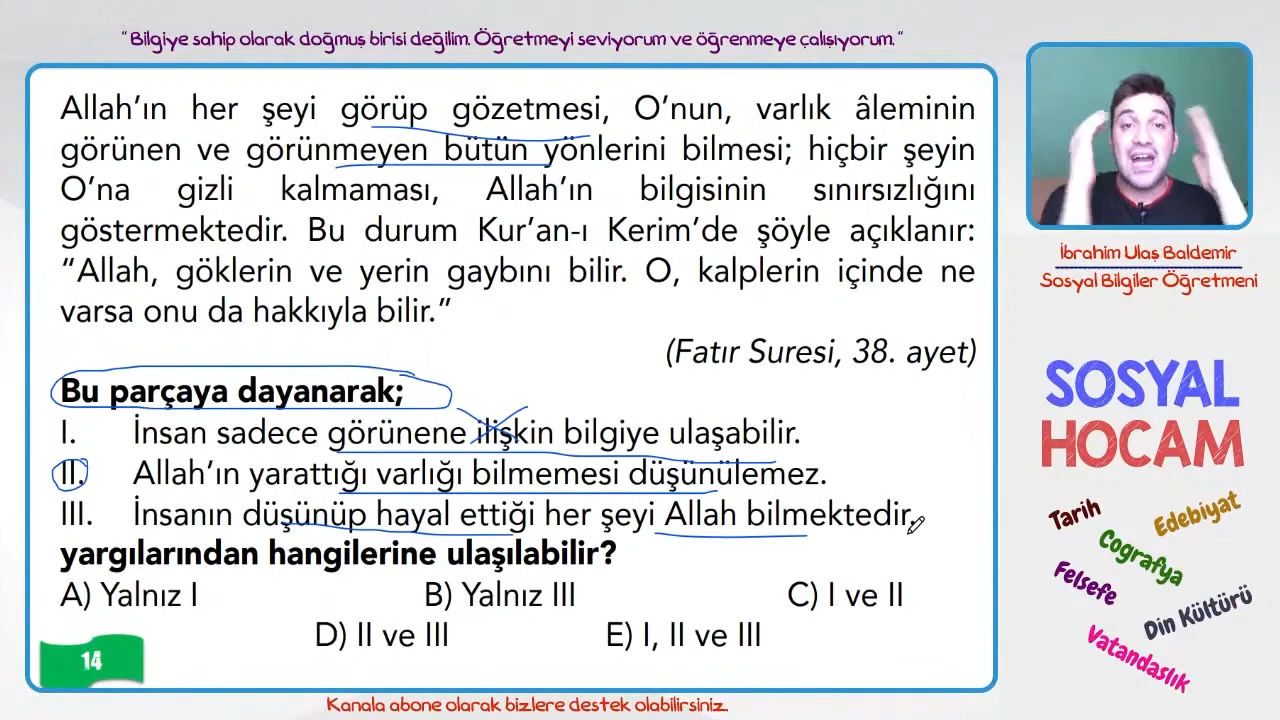 " Bilgiye sahip olarak doğmuş birisi değilim. Öğretmeyi seviyorum ve öğrenmeye çalışıyorum. "
Allah'ın her şeyi görüp gözetmesi, O'nun, varlık âleminin
görünen ve görünmeyen bütün yönlerini bilmesi; hiçbir şeyin
O'na gizli kalmaması, Allah'ın bilgisinin sınırsızlığını
göstermektedir. Bu durum Kur'an-ı Kerim'de şöyle açıklanır:
"Allah, göklerin ve yerin gaybını bilir. O, kalplerin içinde ne
varsa onu da hakkıyla bilir."
(Fatır Suresi, 38. ayet)
Bu parçaya dayanarak;
I. İnsan sadece görünene ilişkin bilgiye ulaşabilir.
II. Allah'ın yarattığı varlığı bilmemesi düşünülemez.
III. İnsanın düşünüp hayal ettiği her şeyi Allah bilmektedir.
yargılarından hangilerine ulaşılabilir?
A) Yalnız I B) Yalnız III C) I ve II
D) II ve III E) I, II ve III
14
Kanala abone olarak bizlere destek olabilirsiniz.
İbrahim Ulaş Baldemir
Sosyal Bilgiler Öğretmeni
SOSYAL
HOCAM
Tarih
Edebiyat
Coğrafya
Felsefe
Din Kültürü
Vatandaslık